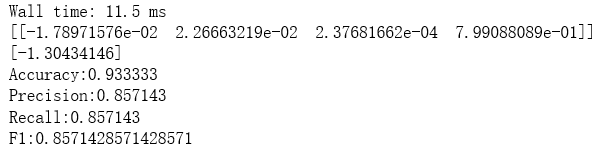 Wall time: 11.5 ms
[[-1.78971576e-02  2.26663219e-02  2.37681662e-04  7.99088089e-01]]
[-1.30434146]
Accuracy:0.933333
Precision:0.857143
Recall:0.857143
F1:0.8571428571428571